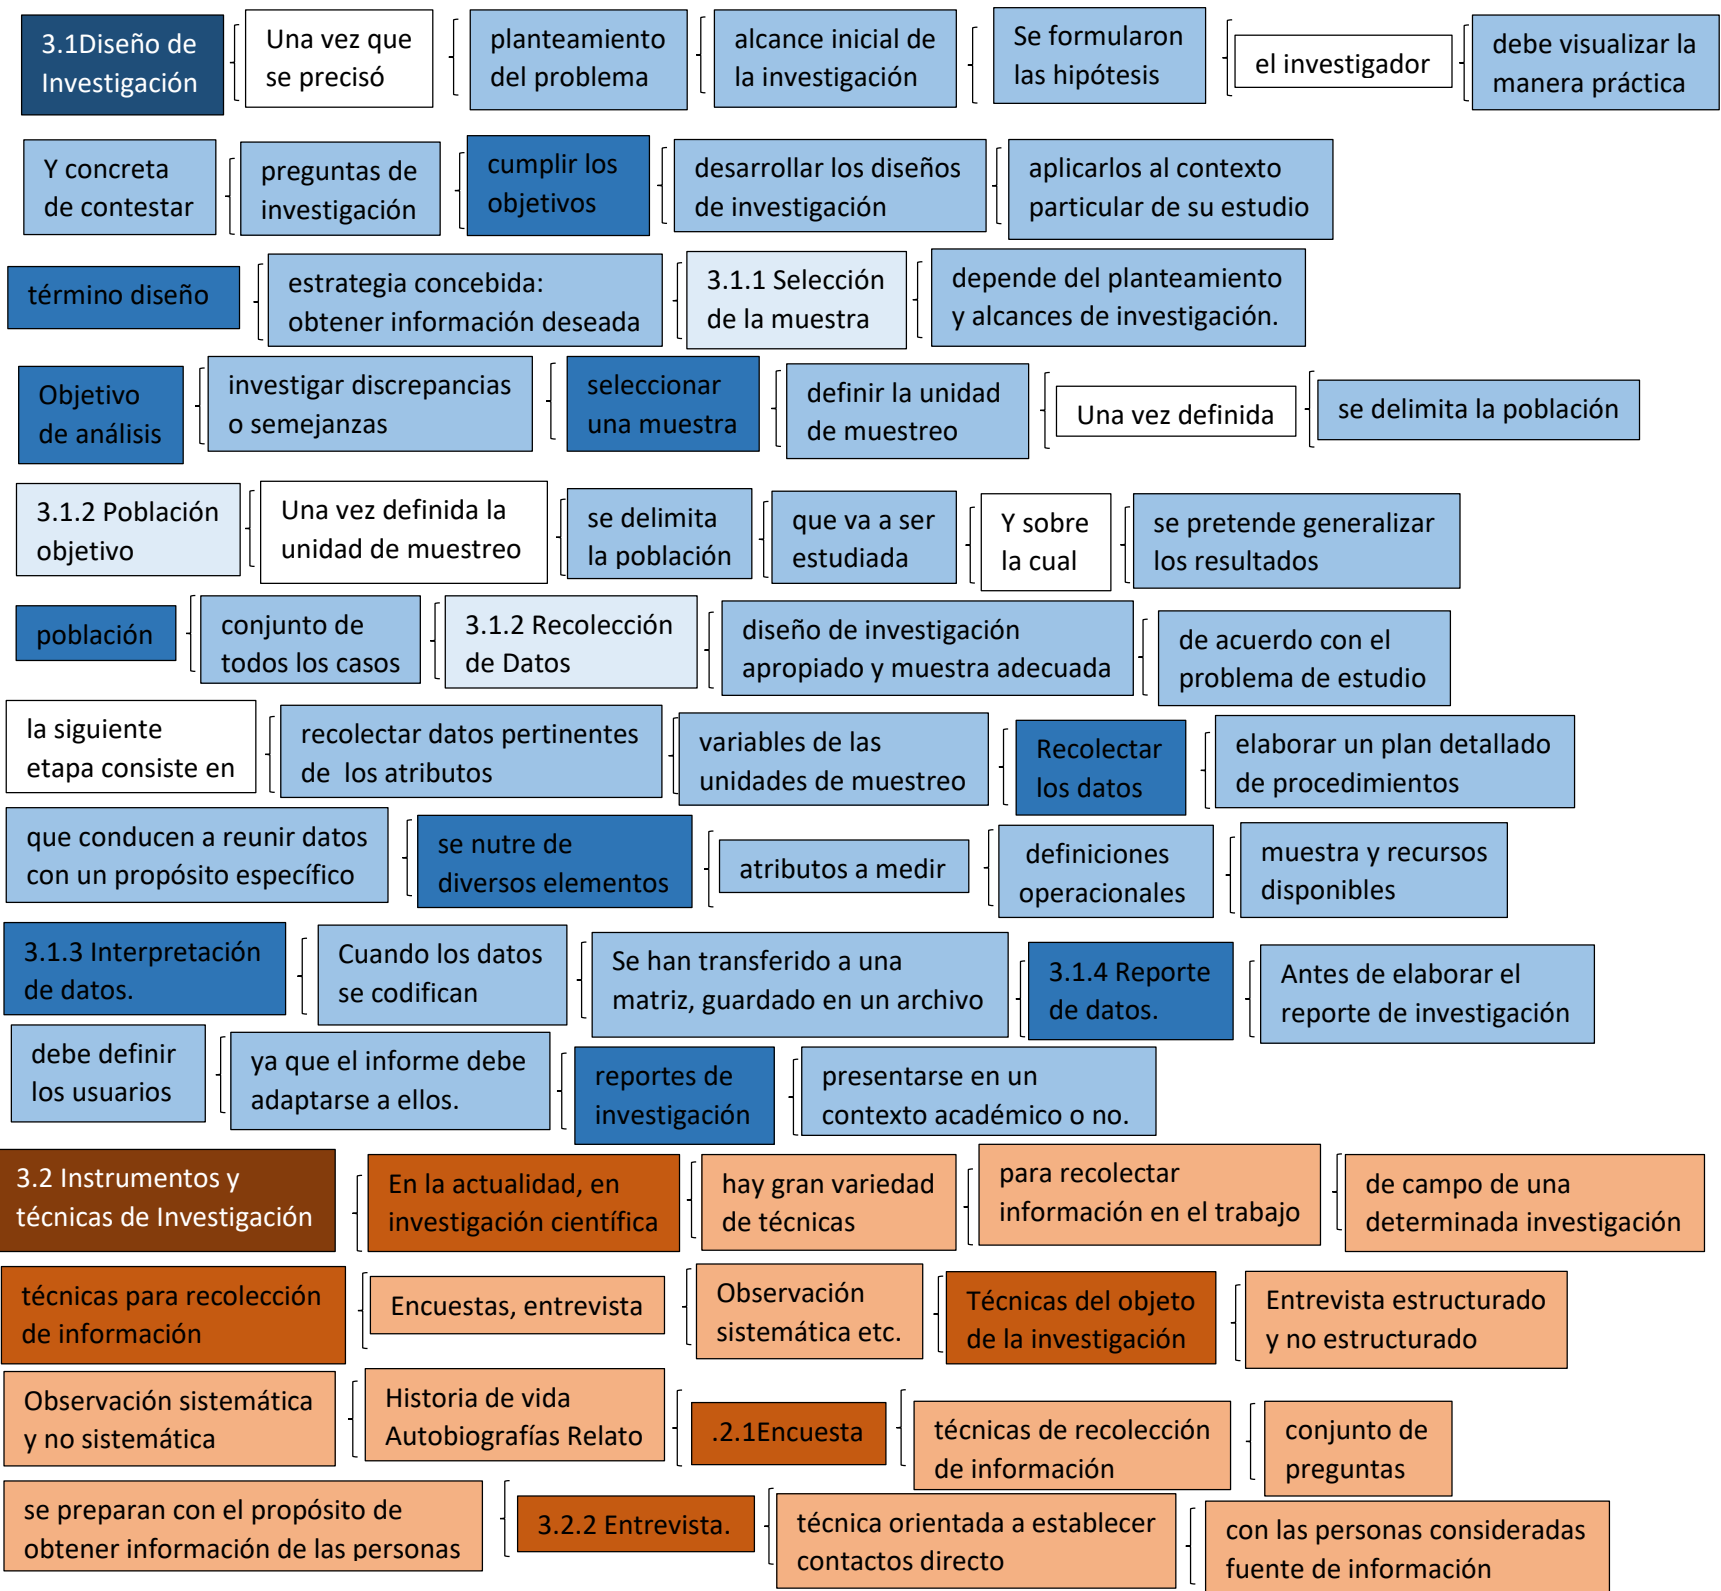 3.1Diseño de
Investigación
Una vez que
se precisó
planteamiento
del problema
alcance inicial de
la investigación
Se formularon
las hipótesis
el investigador
debe visualizar la
manera práctica
Y concreta
de contestar
preguntas de
investigación
cumplir los
objetivos
desarrollar los diseños
de investigación
aplicarlos al contexto
particular de su estudio
término diseño
estrategia concebida:
obtener información deseada
3.1.1 Selección
de la muestra
depende del planteamiento
y alcances de investigación.
Objetivo
de análisis
investigar discrepancias
o semejanzas
seleccionar
una muestra
definir la unidad
de muestreo
Una vez definida
se delimita la población
3.1.2 Población
objetivo
Una vez definida la
unidad de muestreo
se delimita
la población
que va a ser
estudiada
Y sobre
la cual
se pretende generalizar
los resultados
población
conjunto de
todos los casos
3.1.2 Recolección
de Datos
diseño de investigación
apropiado y muestra adecuada
de acuerdo con el
problema de estudio
la siguiente
etapa consiste en
recolectar datos pertinentes
de los atributos
variables de las
unidades de muestreo
Recolectar
los datos
elaborar un plan detallado
de procedimientos
que conducen a reunir datos
con un propósito específico
se nutre de
diversos elementos
atributos a medir
definiciones
operacionales
muestra y recursos
disponibles
3.1.3 Interpretación
de datos.
Cuando los datos
se codifican
Se han transferido a una
matriz, guardado en un archivo
3.1.4 Reporte
de datos.
Antes de elaborar el
reporte de investigación
debe definir
los usuarios
ya que el informe debe
adaptarse a ellos.
reportes de
investigación
presentarse en un
contexto académico o no.
3.2 Instrumentos y
técnicas de Investigación
En la actualidad, en
investigación científica
hay gran variedad
de técnicas
para recolectar
información en el trabajo
de campo de una
determinada investigación
técnicas para recolección
de información
Encuestas, entrevista
Observación
sistemática etc.
Técnicas del objeto
de la investigación
Entrevista estructurado
y no estructurado
Observación sistemática
y no sistemática
Historia de vida
Autobiografías Relato
.2.1Encuesta
técnicas de recolección
de información
conjunto de
preguntas
se preparan con el propósito de
obtener información de las personas
3.2.2 Entrevista.
técnica orientada a establecer
contactos directo
con las personas consideradas
fuente de información